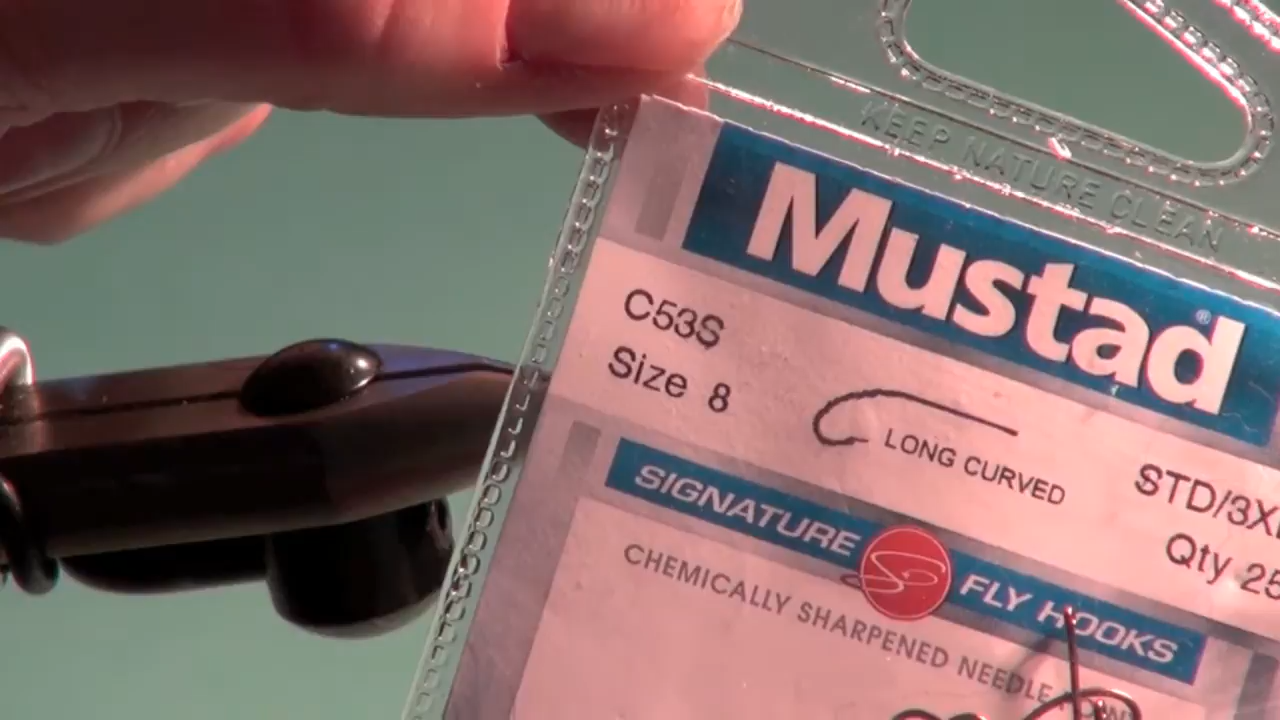 KEEP NATURE CLEAN
Mustad®
C53S
Size 8
LONG CURVED
STD/3X
Qty 25
SIGNATURE FLY HOOKS
CHEMICALLY SHARPENED NEEDLE